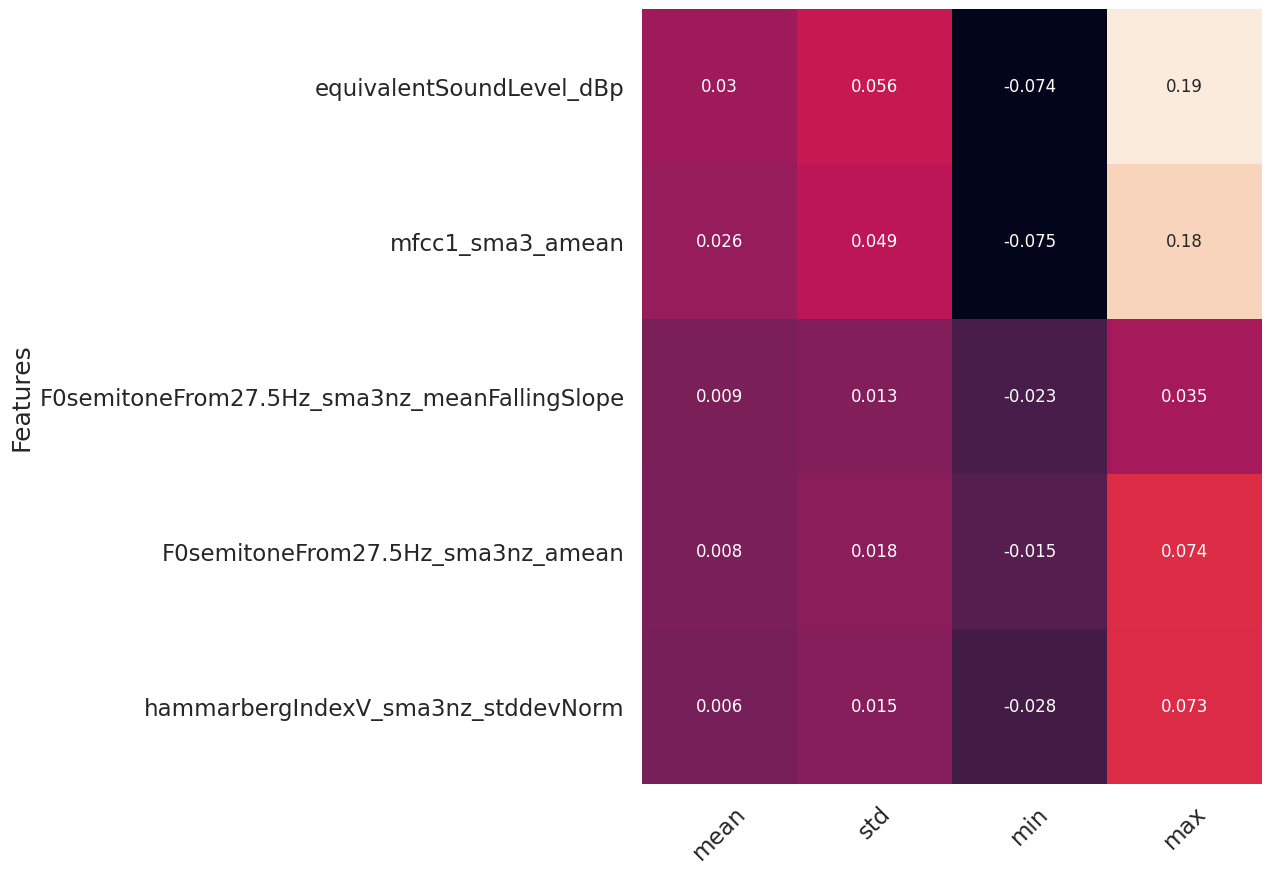 Features
equivalentSoundLevel_dBp 0.03 0.056 -0.074 0.19
mfcc1_sma3_amean 0.026 0.049 -0.075 0.18
F0semitoneFrom27.5Hz_sma3nz_meanFallingSlope 0.009 0.013 -0.023 0.035
F0semitoneFrom27.5Hz_sma3nz_amean 0.008 0.018 -0.015 0.074
hammarbergIndexV_sma3nz_stddevNorm 0.006 0.015 -0.028 0.073
mean std min max